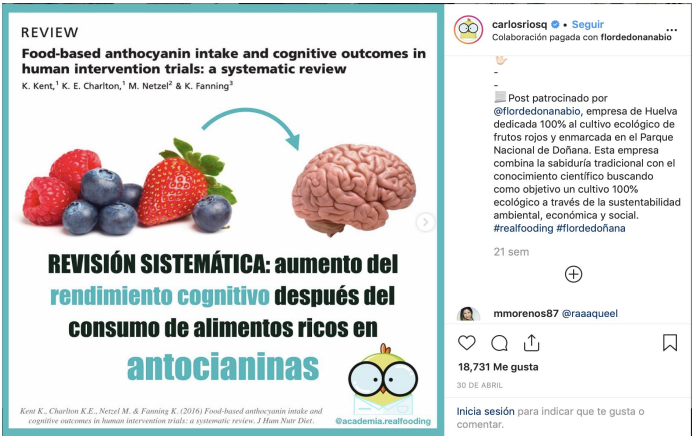 REVIEW
Food-based anthocyanin intake and cognitive outcomes in
human intervention trials: a systematic review
K. Kent,¹ K. E. Charlton,¹ M. Netzel² & K. Fanning³
REVISIÓN SISTEMÁTICA: aumento del
rendimiento cognitivo después del
consumo de alimentos ricos en
antocianinas
Kent K., Charlton K.E., Netzel M. & Fanning K. (2016) Food-based anthocyanin intake and
cognitive outcomes in human intervention trials: a systematic review. J Hum Nutr Diet.
@academia.realfooding
carlosriosq • Seguir
Colaboración pagada con flordedonanabio
-
-
Post patrocinado por
@flordedonanabio, empresa de Huelva
dedicada 100% al cultivo ecológico de
frutos rojos y enmarcada en el Parque
Nacional de Doñana. Esta empresa
combina la sabiduría tradicional con el
conocimiento científico buscando
como objetivo un cultivo 100%
ecológico a través de la sustentabilidad
ambiental, económica y social.
#realfooding #flordedoñana
21 sem
mmorenos87 @raaaqueel
18,731 Me gusta
30 DE ABRIL
Inicia sesión para indicar que te gusta o
comentar.